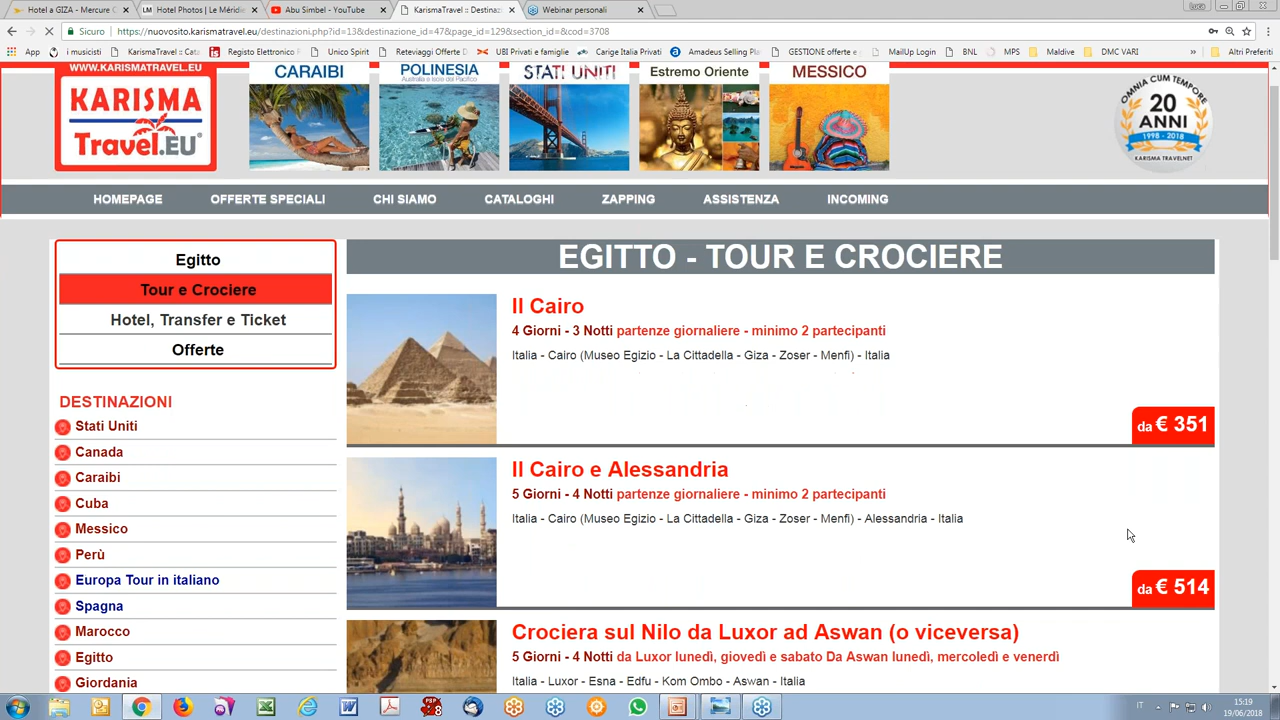 Hotel a GIZA - Mercure C
Hotel Photos | Le Méridie
Abu Simbel - YouTube
KarismaTravel :: Destinaz
Webinar personali
Luca
Sicuro
https://nuovosito.karismatravel.eu/destinazioni.php?id=13&destinazione_id=47&page_id=129&section_id=&cod=3708
App
i musicisti
KarismaTravel :: Cata
Registo Elettronico
Unico Spirit
Reteviaggi Offerte D
UBI Privati e famiglie
Carige Italia Privati
Amadeus Selling Pla
GESTIONE offerte e
MailUp Login
BNL
MPS
Maldive
DMC VARI
Altri Preferiti
WWW.KARISMATRAVEL.EU
KARISMA
Travel.EU
CARAIBI
POLINESIA
Australia e isole del Pacifico
STATI UNITI
Estremo Oriente
MESSICO
OMNIA CUM TEMPORE
20
ANNI
1998 - 2018
KARISMA TRAVELNET
HOMEPAGE
OFFERTE SPECIALI
CHI SIAMO
CATALOGHI
ZAPPING
ASSISTENZA
INCOMING
Egitto
Tour e Crociere
Hotel, Transfer e Ticket
Offerte
DESTINAZIONI
Stati Uniti
Canada
Caraibi
Cuba
Messico
Perù
Europa Tour in italiano
Spagna
Marocco
Egitto
Giordania
EGITTO - TOUR E CROCIERE
Il Cairo
4 Giorni - 3 Notti partenze giornaliere - minimo 2 partecipanti
Italia - Cairo (Museo Egizio - La Cittadella - Giza - Zoser - Menfi) - Italia
da € 351
Il Cairo e Alessandria
5 Giorni - 4 Notti partenze giornaliere - minimo 2 partecipanti
Italia - Cairo (Museo Egizio - La Cittadella - Giza - Zoser - Menfi) - Alessandria - Italia
da € 514
Crociera sul Nilo da Luxor ad Aswan (o viceversa)
5 Giorni - 4 Notti da Luxor lunedì, giovedì e sabato Da Aswan lunedì, mercoledì e venerdì
Italia - Luxor - Esna - Edfu - Kom Ombo - Aswan - Italia
IT
15:19
19/06/2018